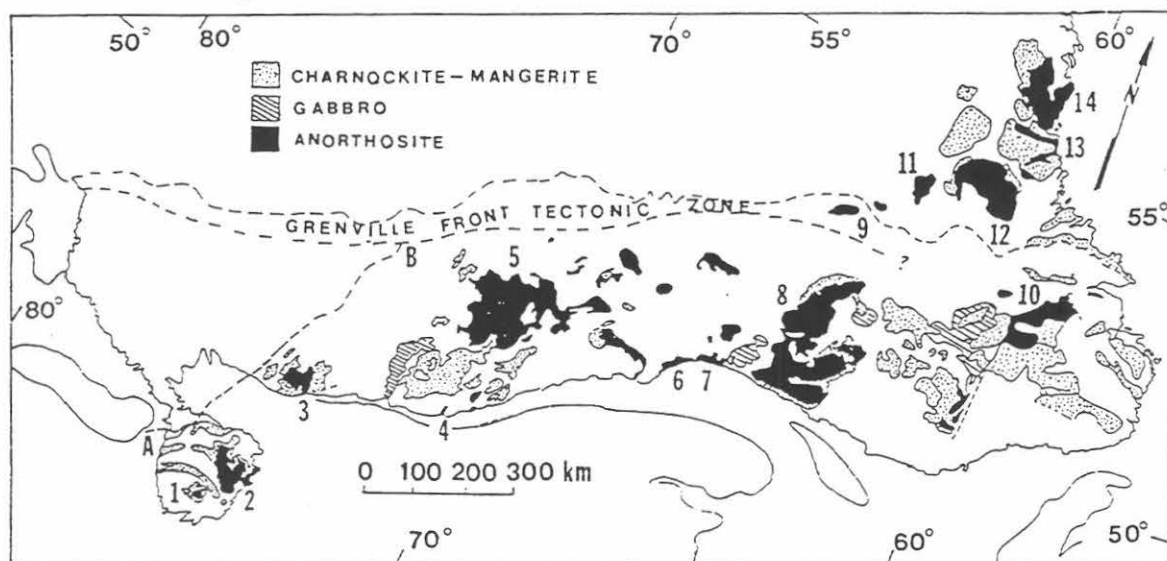 50° 80° 70° 55° 60°
CHARNOCKITE-MANGERITE
GABBRO
ANORTHOSITE
N
14
13
11
GRENVILLE FRONT TECTONIC ZONE
9
12
55°
B
5
?
8
10
80°
3
6 7
4
A
0 100 200 300 km
1
2
70°
60°
50°